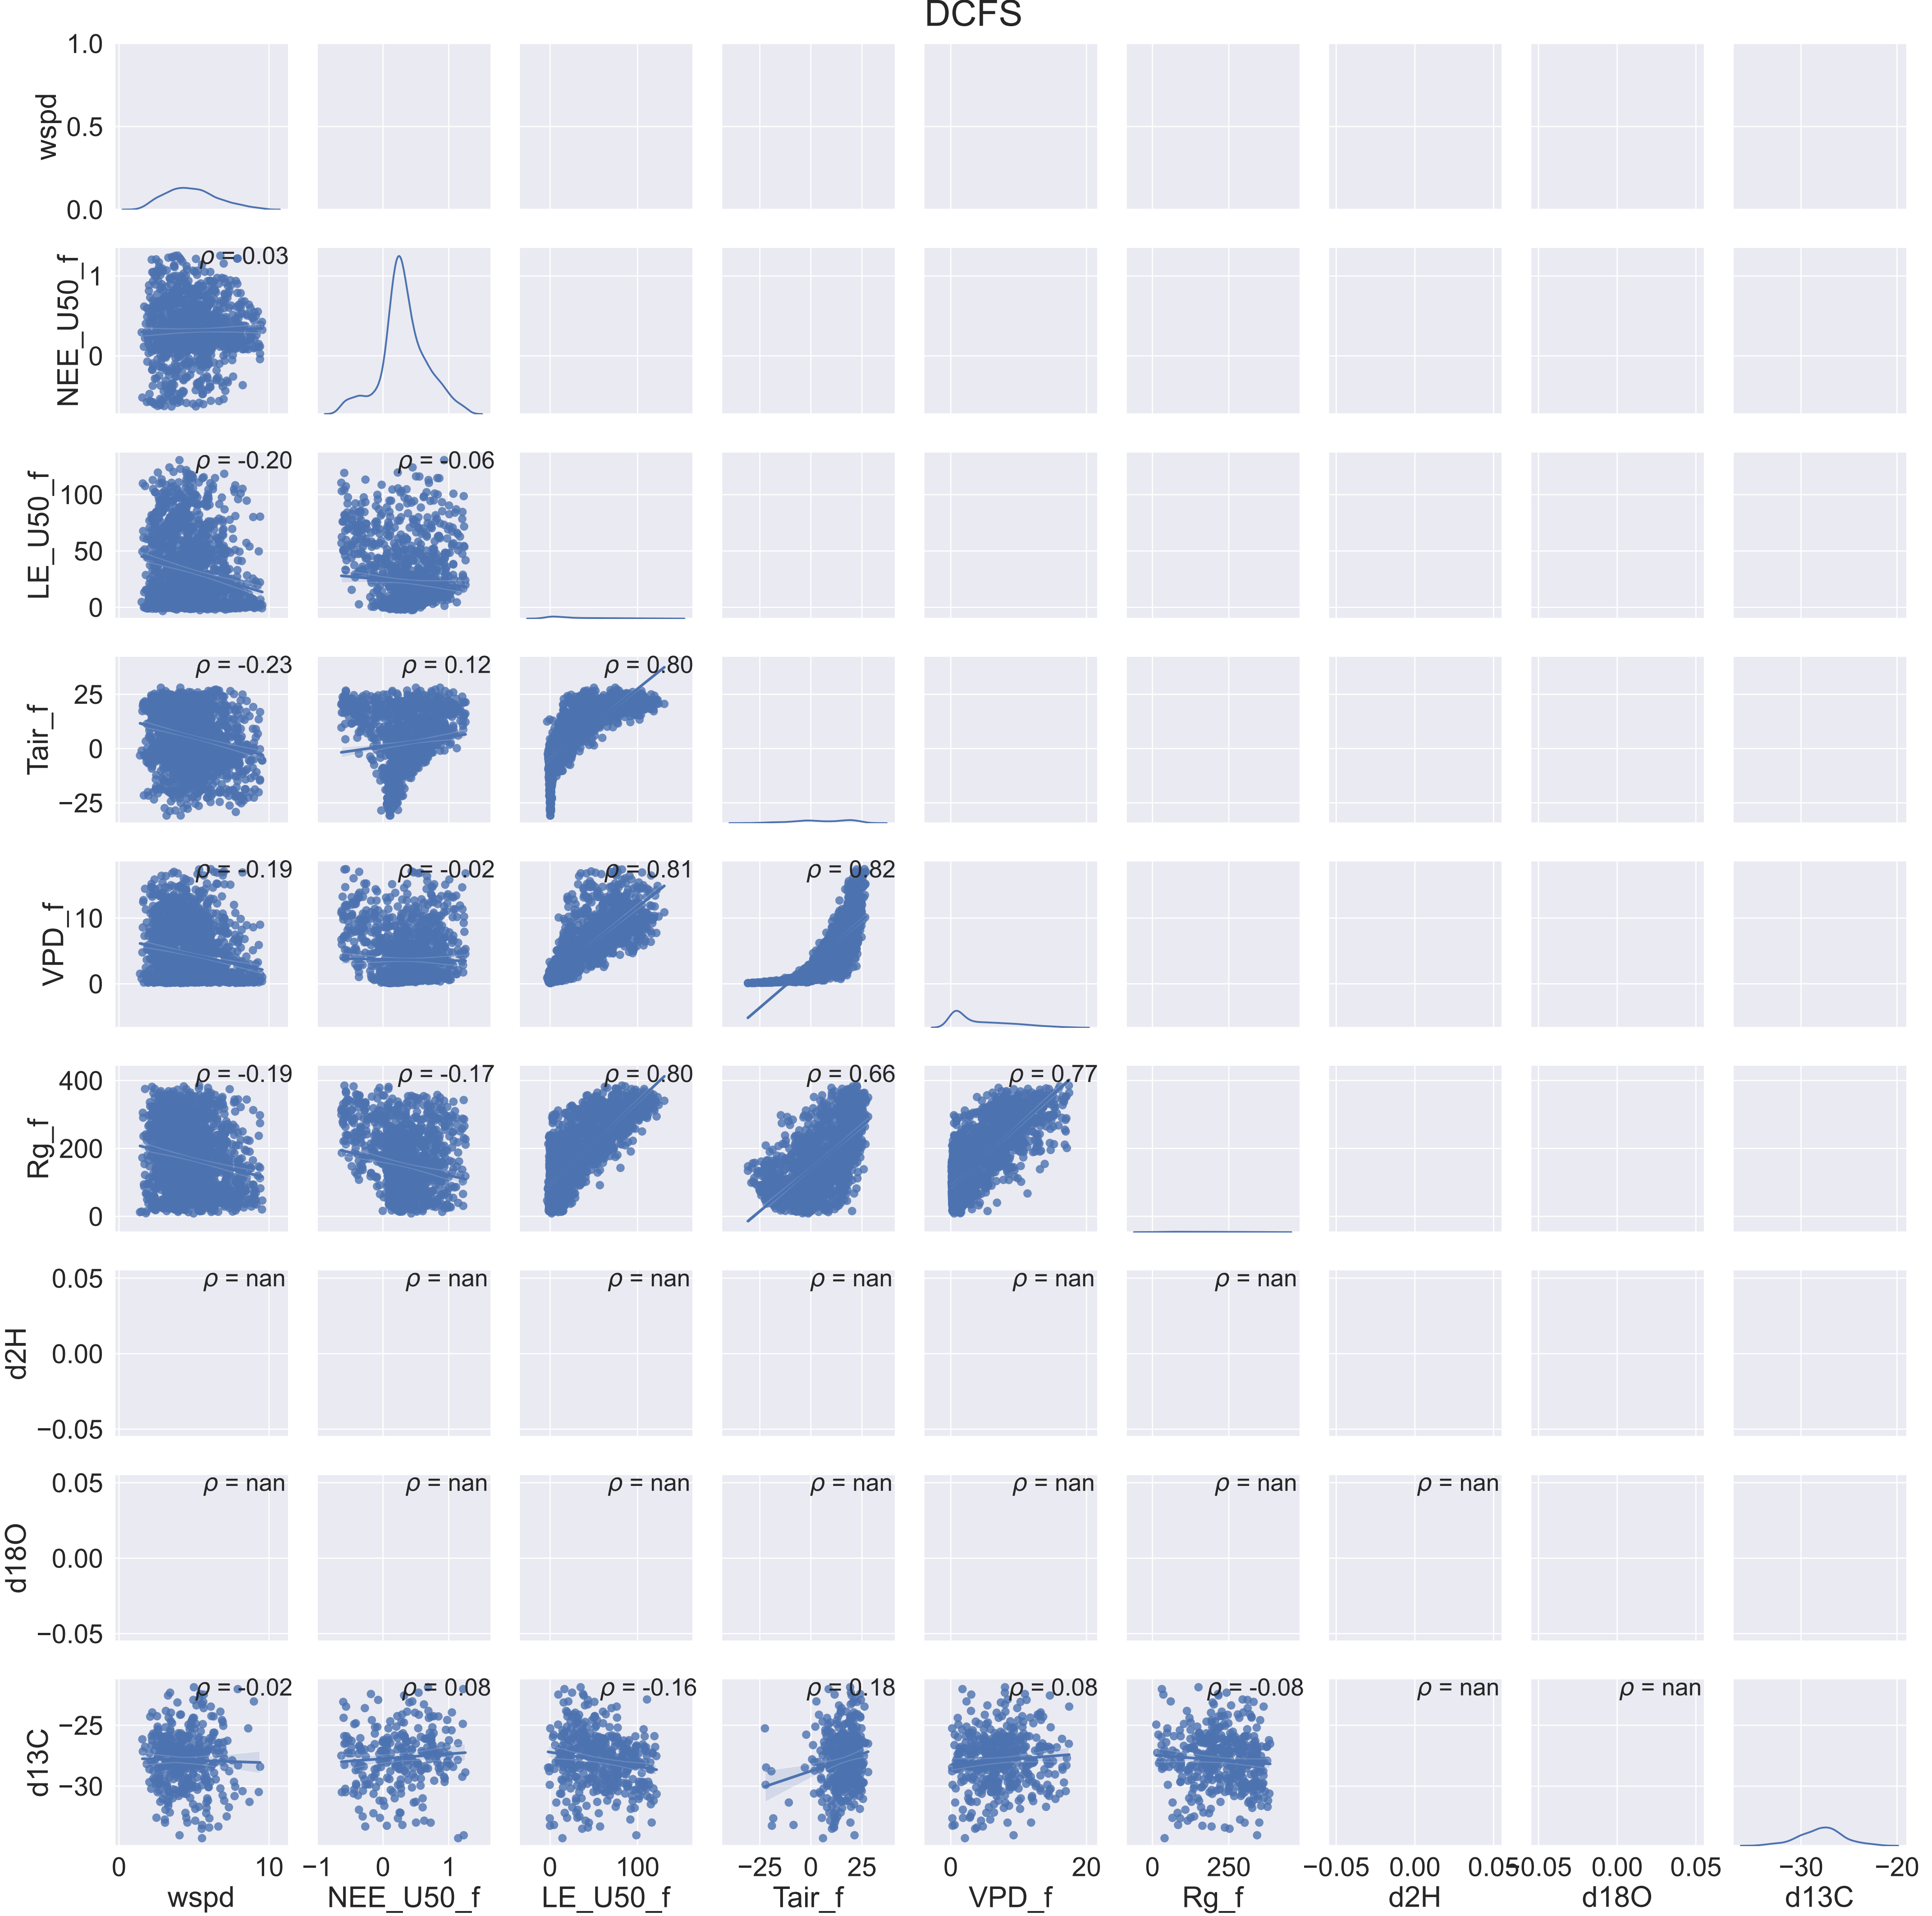 DCFS
1.0
wspd
0.5
0.0
ρ = 0.03
1
NEE_U50_f
0
ρ = -0.20 ρ = -0.06
100
LE_U50_f
50
0
ρ = -0.23 ρ = 0.12 ρ = 0.80
25
Tair_f
0
−25
ρ = -0.19 ρ = -0.02 ρ = 0.81 ρ = 0.82
10
VPD_f
0
ρ = -0.19 ρ = -0.17 ρ = 0.80 ρ = 0.66 ρ = 0.77
400
Rg_f
200
0
ρ = nan ρ = nan ρ = nan ρ = nan ρ = nan ρ = nan
0.05
d2H
0.00
−0.05
ρ = nan ρ = nan ρ = nan ρ = nan ρ = nan ρ = nan ρ = nan
0.05
d18O
0.00
−0.05
ρ = -0.02 ρ = 0.08 ρ = -0.16 ρ = 0.18 ρ = 0.08 ρ = -0.08 ρ = nan ρ = nan
−25
d13C
−30
0 10 −1 0 1 0 100 −25 0 25 0 20 0 250 −0.05 0.00 0.05 −0.05 0.00 0.05 −30 −20
wspd NEE_U50_f LE_U50_f Tair_f VPD_f Rg_f d2H d18O d13C